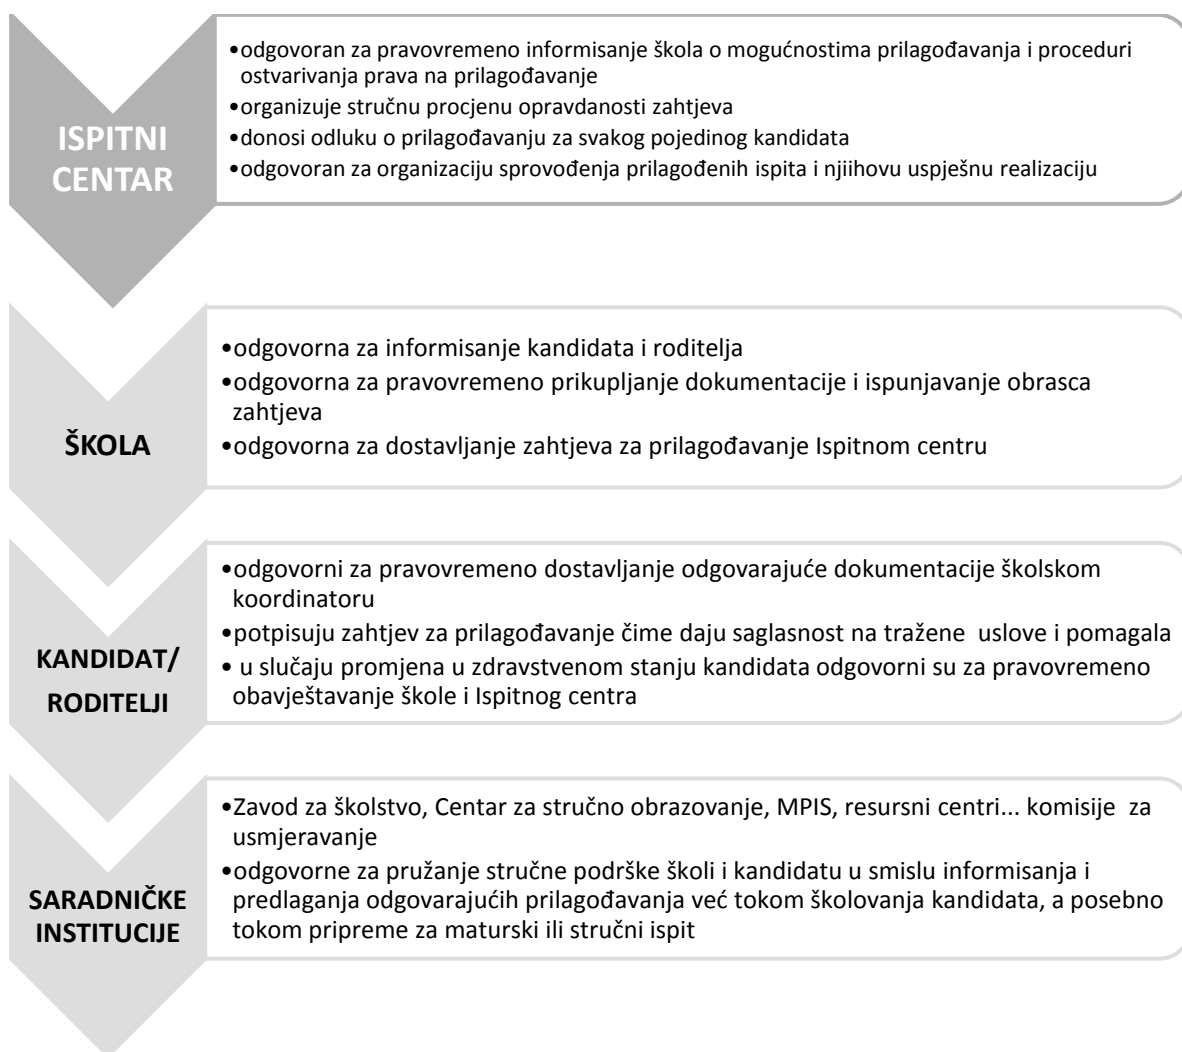 ISPITNI
CENTAR
•odgovoran za pravovremeno informisanje škola o mogućnostima prilagođavanja i proceduri
ostvarivanja prava na prilagođavanje
•organizuje stručnu procjenu opravdanosti zahtjeva
•donosi odluku o prilagođavanju za svakog pojedinog kandidata
•odgovoran za organizaciju sprovođenja prilagođenih ispita i njiihovu uspješnu realizaciju
ŠKOLA
•odgovorna za informisanje kandidata i roditelja
•odgovorna za pravovremeno prikupljanje dokumentacije i ispunjavanje obrasca
zahtjeva
•odgovorna za dostavljanje zahtjeva za prilagođavanje Ispitnom centru
KANDIDAT/
RODITELJI
•odgovorni za pravovremeno dostavljanje odgovarajuće dokumentacije školskom
koordinatoru
•potpisuju zahtjev za prilagođavanje čime daju saglasnost na tražene  uslove i pomagala
• u slučaju promjena u zdravstvenom stanju kandidata odgovorni su za pravovremeno
obavještavanje škole i Ispitnog centra
SARADNIČKE
INSTITUCIJE
•Zavod za školstvo, Centar za stručno obrazovanje, MPIS, resursni centri... komisije  za
usmjeravanje
•odgovorne za pružanje stručne podrške školi i kandidatu u smislu informisanja i
predlaganja odgovarajućih prilagođavanja već tokom školovanja kandidata, a posebno
tokom pripreme za maturski ili stručni ispit